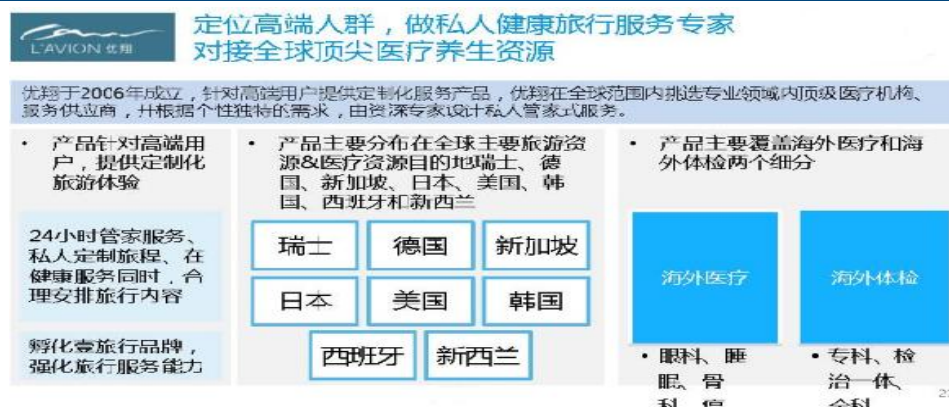 L'AVION 优翔
定位高端人群，做私人健康旅行服务专家
对接全球顶尖医疗养生资源
优翔于2006年成立，针对高端用户提供定制化服务产品，优翔在全球范围内挑选专业领域内顶级医疗机构、
服务供应商，并根据个性独特的需求，由资深专家设计私人管家式服务。
• 产品针对高端用
户，提供定制化
旅游体验
24小时管家服务、
私人定制旅程、在
健康服务同时，合
理安排旅行内容
孵化壹旅行品牌，
强化旅行服务能力
• 产品主要分布在全球主要旅游资
源&医疗资源目的地瑞士、德
国、新加坡、日本、美国、韩
国、西班牙和新西兰
瑞士
德国
新加坡
日本
美国
韩国
西班牙
新西兰
• 产品主要覆盖海外医疗和海
外体检两个细分
海外医疗
海外体检
• 眼科、睡
眠、骨
• 专科、检
治一体、